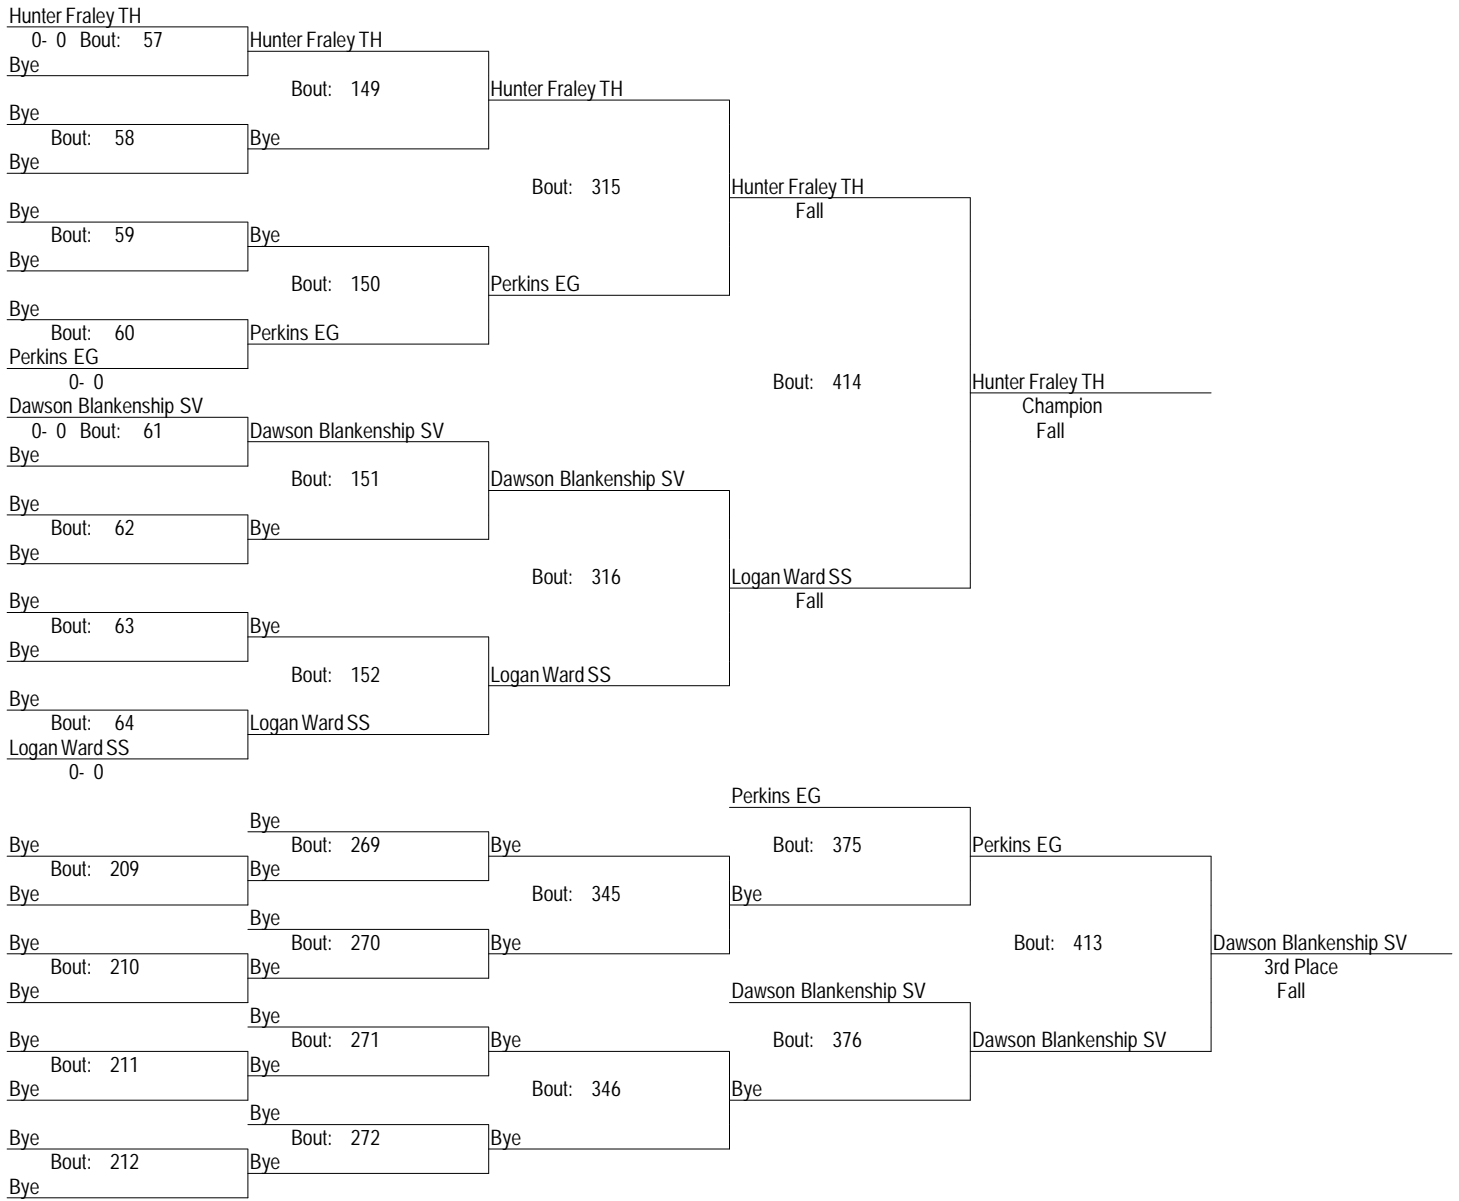 Hunter Fraley TH
0- 0 Bout: 57 Hunter Fraley TH
Bye
Bout: 149 Hunter Fraley TH
Bye
Bout: 58 Bye
Bye
Bout: 315 Hunter Fraley TH
Bye Fall
Bout: 59 Bye
Bye
Bout: 150 Perkins EG
Bye
Bout: 60 Perkins EG
Perkins EG
0- 0 Bout: 414 Hunter Fraley TH
Dawson Blankenship SV Champion
0- 0 Bout: 61 Dawson Blankenship SV Fall
Bye
Bout: 151 Dawson Blankenship SV
Bye
Bout: 62 Bye
Bye
Bout: 316 Logan Ward SS
Bye Fall
Bout: 63 Bye
Bye
Bout: 152 Logan Ward SS
Bye
Bout: 64 Logan Ward SS
Logan Ward SS
0- 0
Perkins EG
Bye
Bye Bout: 269 Bye Bout: 375 Perkins EG
Bout: 209 Bye
Bye Bout: 345 Bye
Bye
Bye Bout: 270 Bye Bout: 413 Dawson Blankenship SV
Bout: 210 Bye 3rd Place
Bye Dawson Blankenship SV Fall
Bye
Bye Bout: 271 Bye Bout: 376 Dawson Blankenship SV
Bout: 211 Bye
Bye Bout: 346 Bye
Bye
Bye Bout: 272 Bye
Bout: 212 Bye
Bye